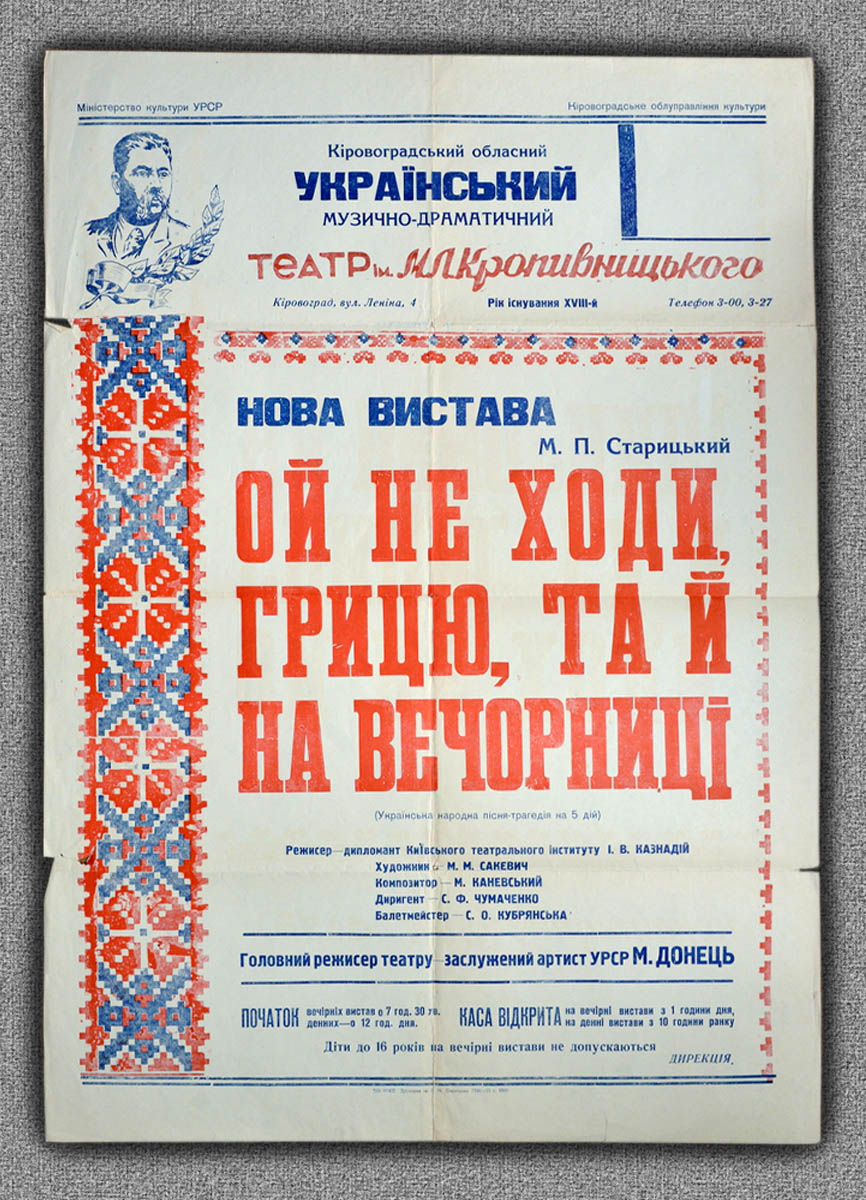 Міністерство культури УРСР
Кіровоградське облуправління культури
Кіровоградський обласний
УКРАЇНСЬКИЙ
МУЗИЧНО-ДРАМАТИЧНИЙ
ТЕАТР ім. М.Л.Кропивницького
Кіровоград, вул. Леніна, 4
Рік існування XVIII-й
Телефон 3-00, 3-27
НОВА ВИСТАВА
М. П. Старицький
ОЙ НЕ ХОДИ,
ГРИЦЮ, ТА Й
НА ВЕЧОРНИЦІ
(Українська народна пісня-трагедія на 5 дій)
Режисер—дипломант Київського театрального інституту І. В. КАЗНАДІЙ
Художник— М. М. САКЕВИЧ
Композитор— М. КАНЕВСЬКИЙ
Диригент— С. Ф. ЧУМАЧЕНКО
Балетмейстер— С. О. КУБРЯНСЬКА
Головний режисер театру—заслужений артист УРСР М. ДОНЕЦЬ
ПОЧАТОК вечірніх вистав о 7 год. 30 хв.
денних—о 12 год. дня.
КАСА ВІДКРИТА на вечірні вистави з 1 години дня,
на денні вистави з 10 години ранку
Діти до 16 років на вечірні вистави не допускаються
ДИРЕКЦІЯ.